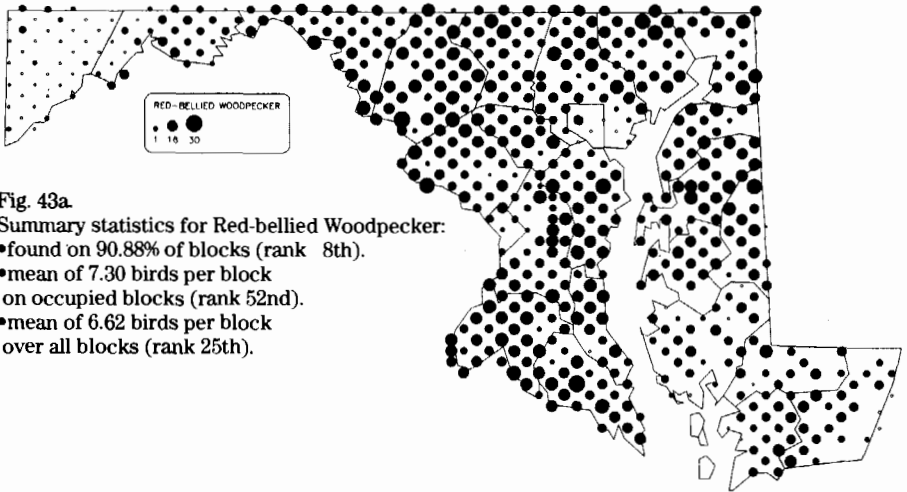 RED-BELLIED WOODPECKER
1 16 30
Fig. 43a.
Summary statistics for Red-bellied Woodpecker:
•found on 90.88% of blocks (rank 8th).
•mean of 7.30 birds per block
on occupied blocks (rank 52nd).
•mean of 6.62 birds per block
over all blocks (rank 25th).